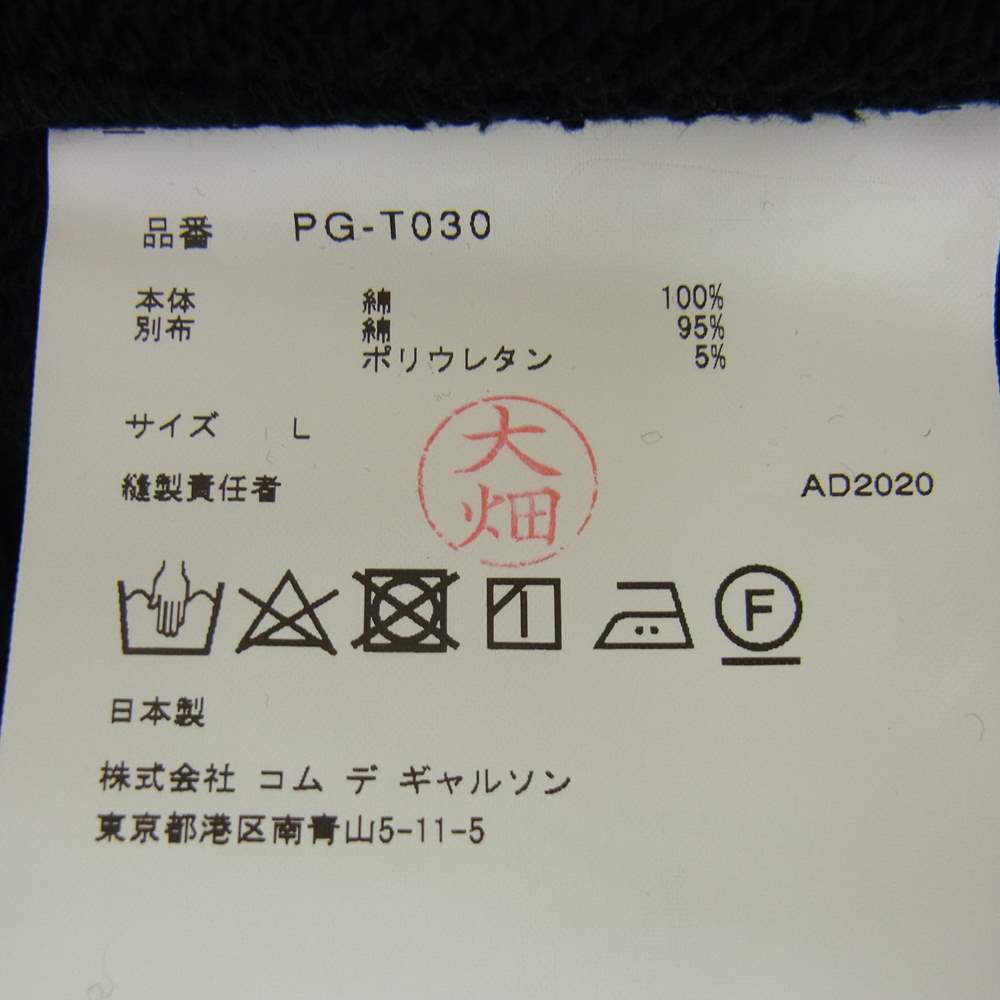 品番 PG-T030
本体 綿 100%
別布 綿 95%
ポリウレタン 5%
サイズ L
大畑
縫製責任者 AD2020
F
日本製
株式会社 コム デ ギャルソン
東京都港区南青山5-11-5